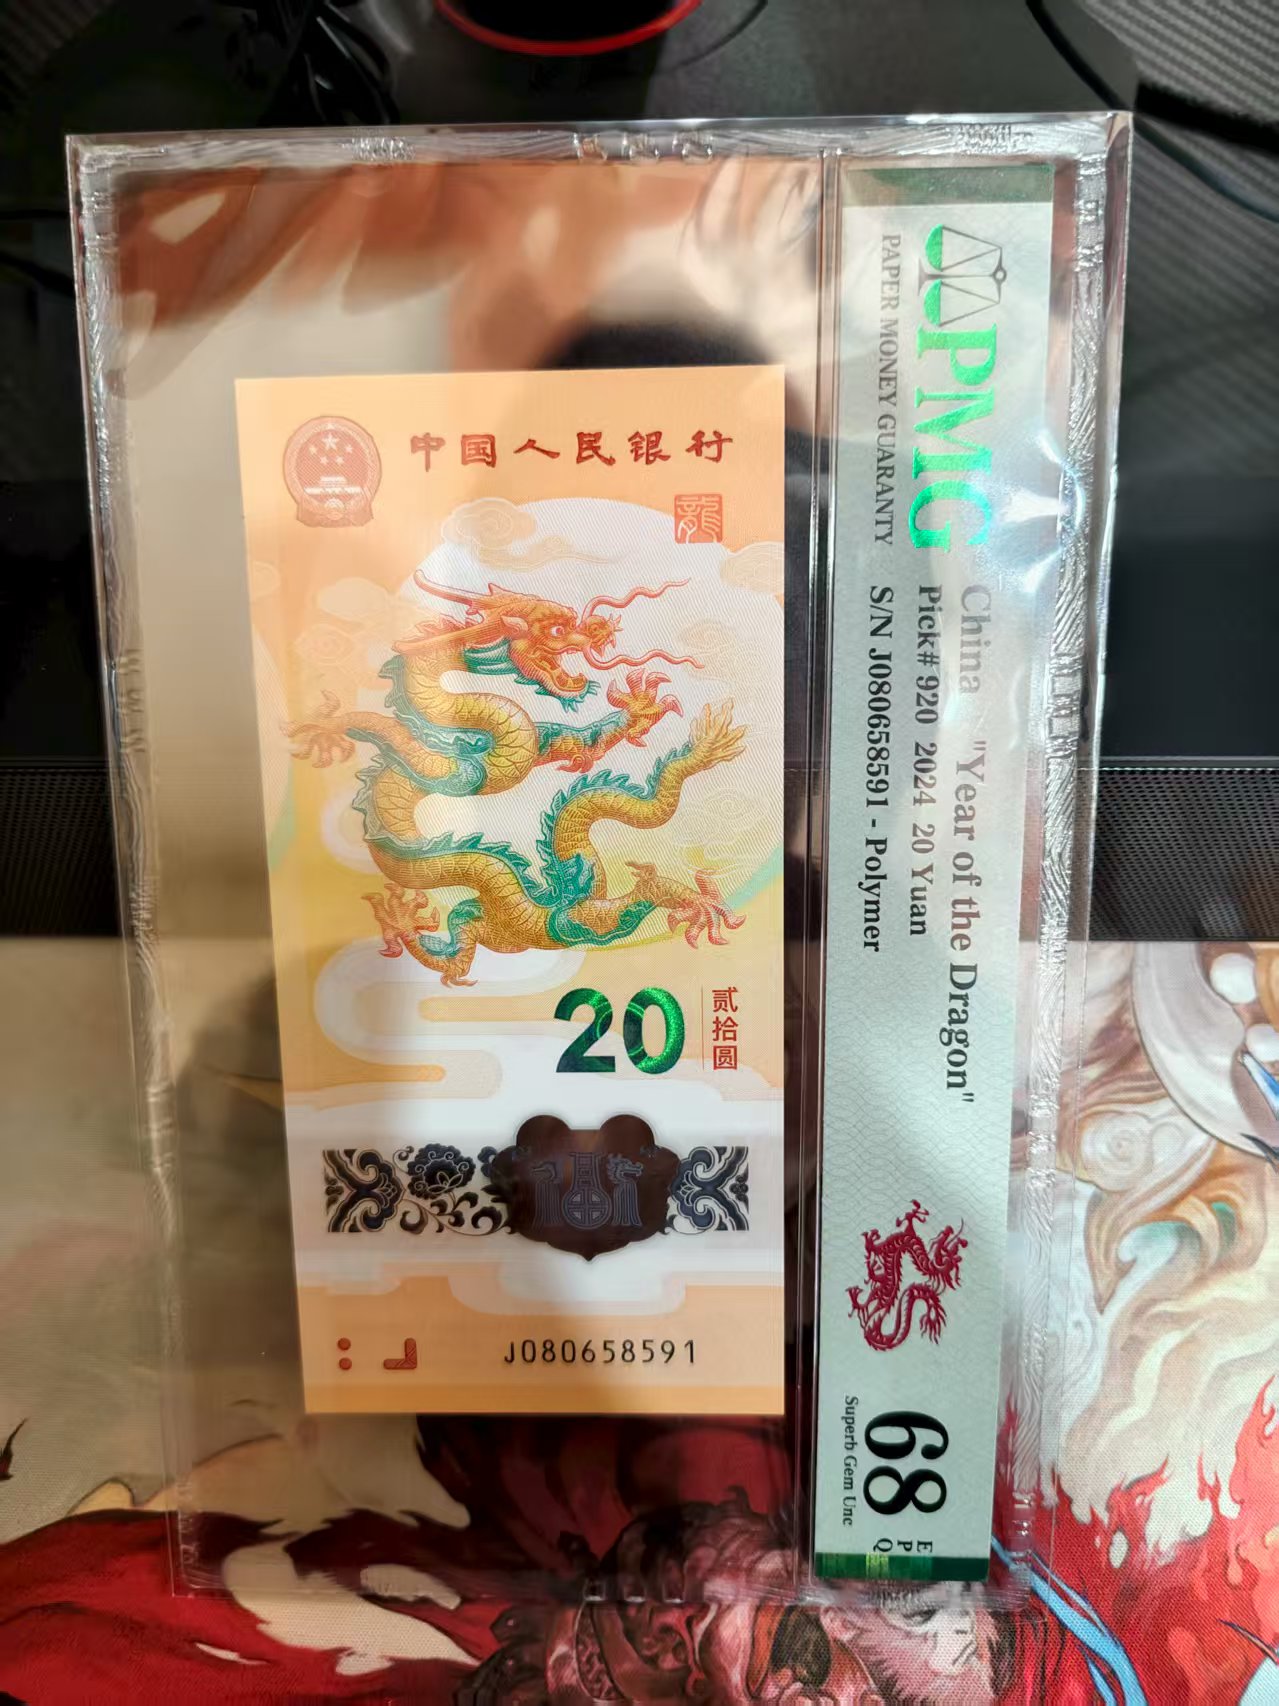 中国人民银行
龍
20
贰拾圆
J080658591
PMG
PAPER MONEY GUARANTY
China "Year of the Dragon"
Pick# 920 2024 20 Yuan
S/N J080658591 - Polymer
68 EPQ
Superb Gem Unc